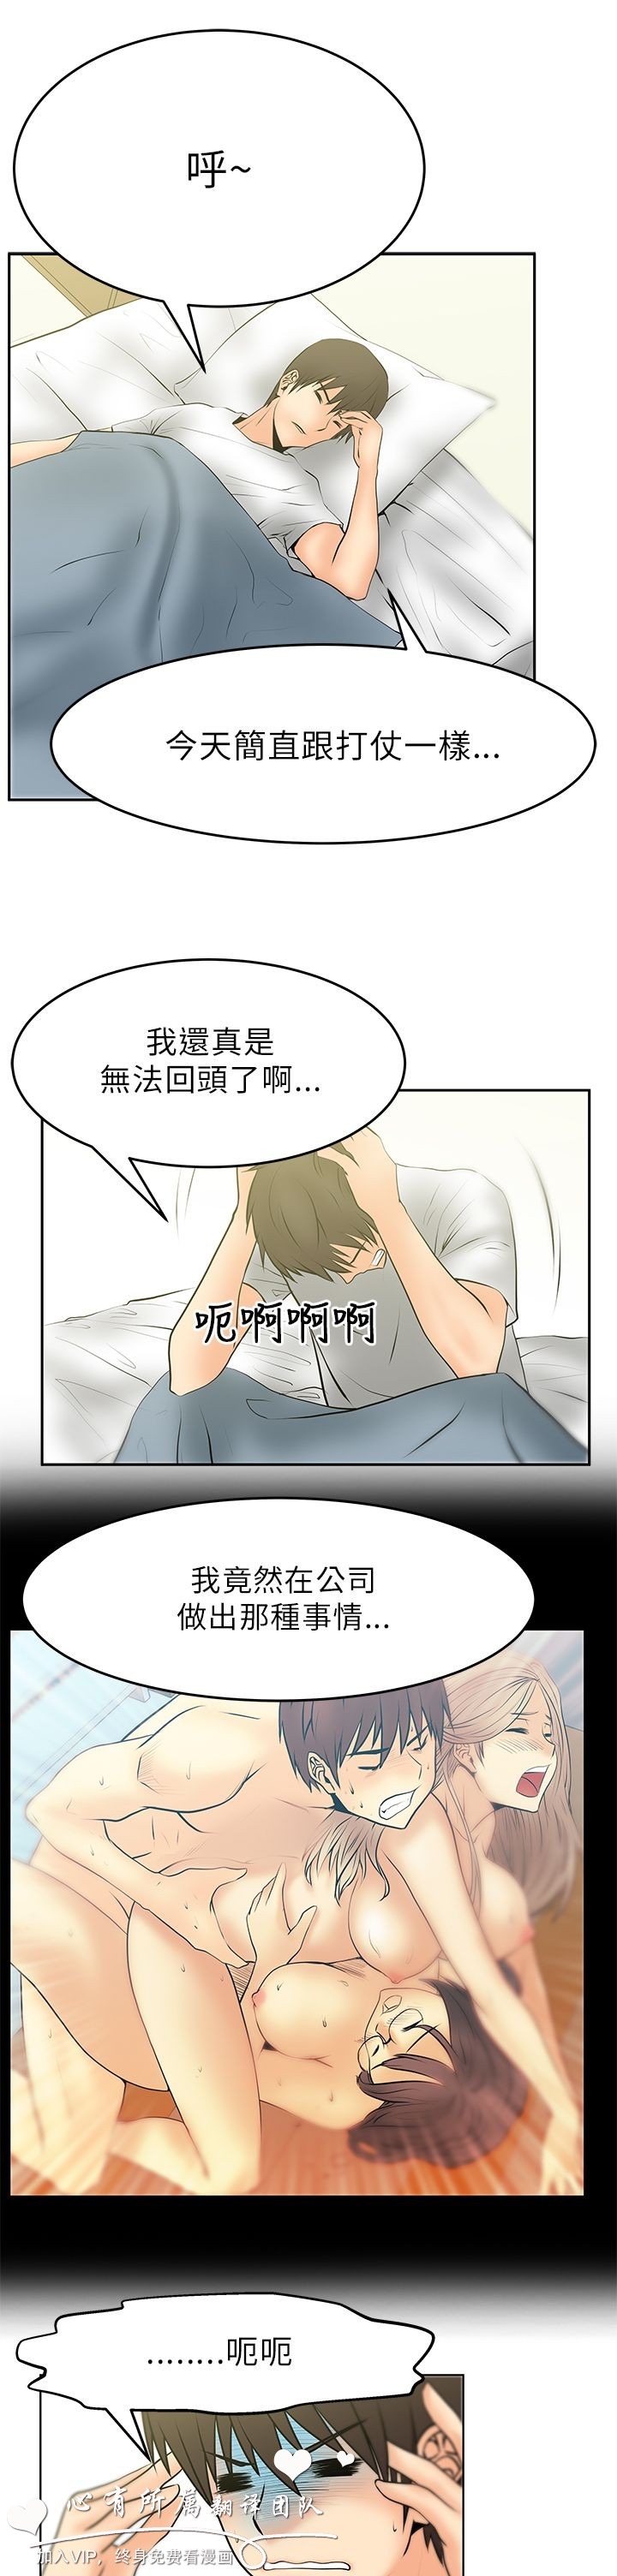 呼~
今天簡直跟打仗一樣...
我還真是
無法回頭了啊...
呃啊啊啊
我竟然在公司
做出那種事情...
........呃呃
心有所属翻译团队
加入VIP，终身免费看漫画